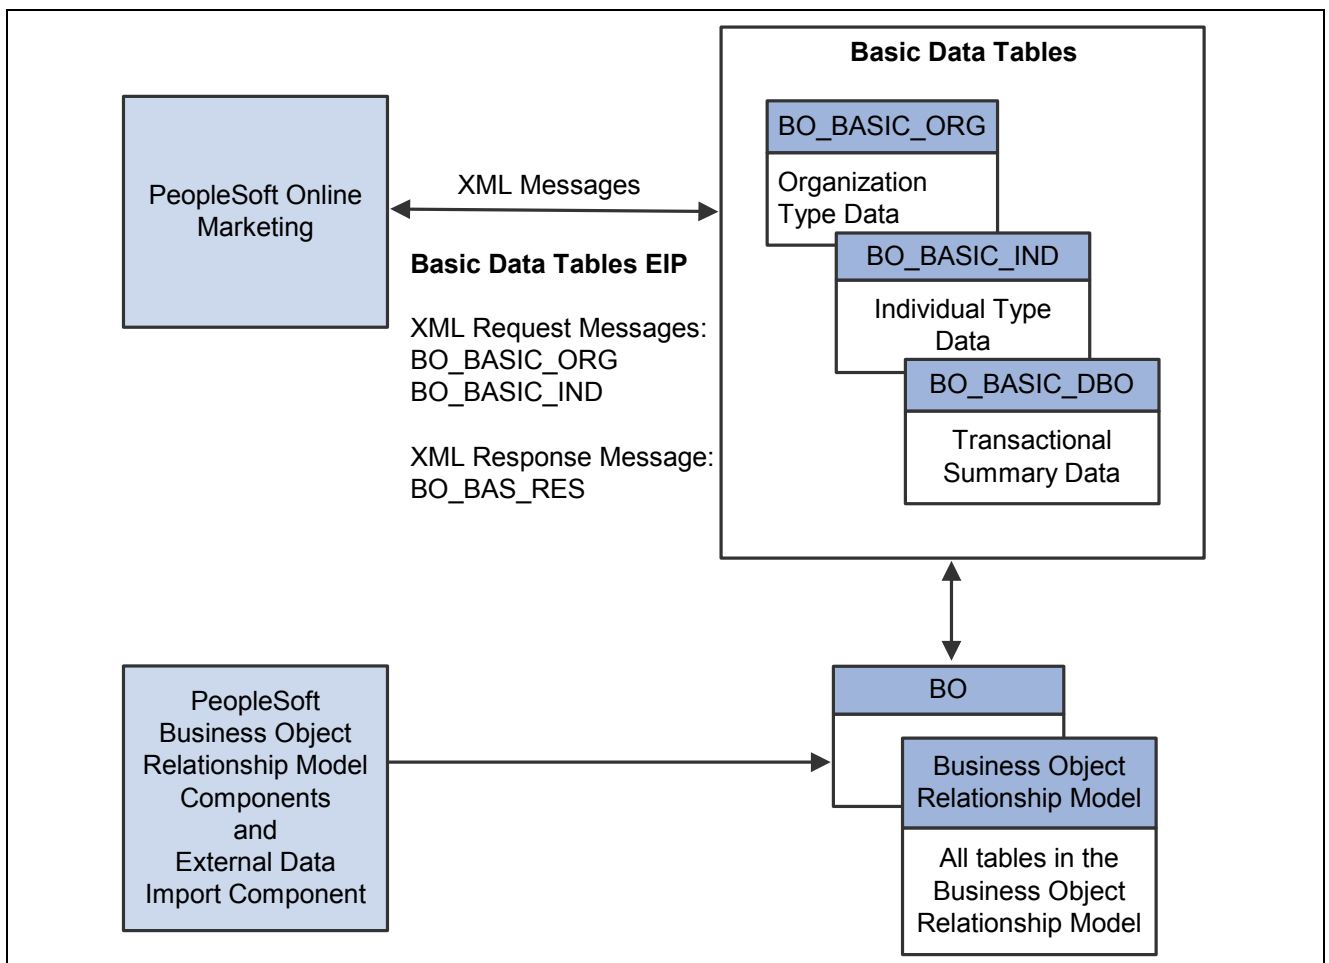 Basic Data Tables
BO_BASIC_ORG
Organization
Type Data
BO_BASIC_IND
Individual Type
Data
BO_BASIC_DBO
Transactional
Summary Data
PeopleSoft Online
Marketing
XML Messages
Basic Data Tables EIP
XML Request Messages:
BO_BASIC_ORG
BO_BASIC_IND
XML Response Message:
BO_BAS_RES
PeopleSoft
Business Object
Relationship Model
Components
and
External Data
Import Component
BO
Business Object
Relationship Model
All tables in the
Business Object
Relationship Model